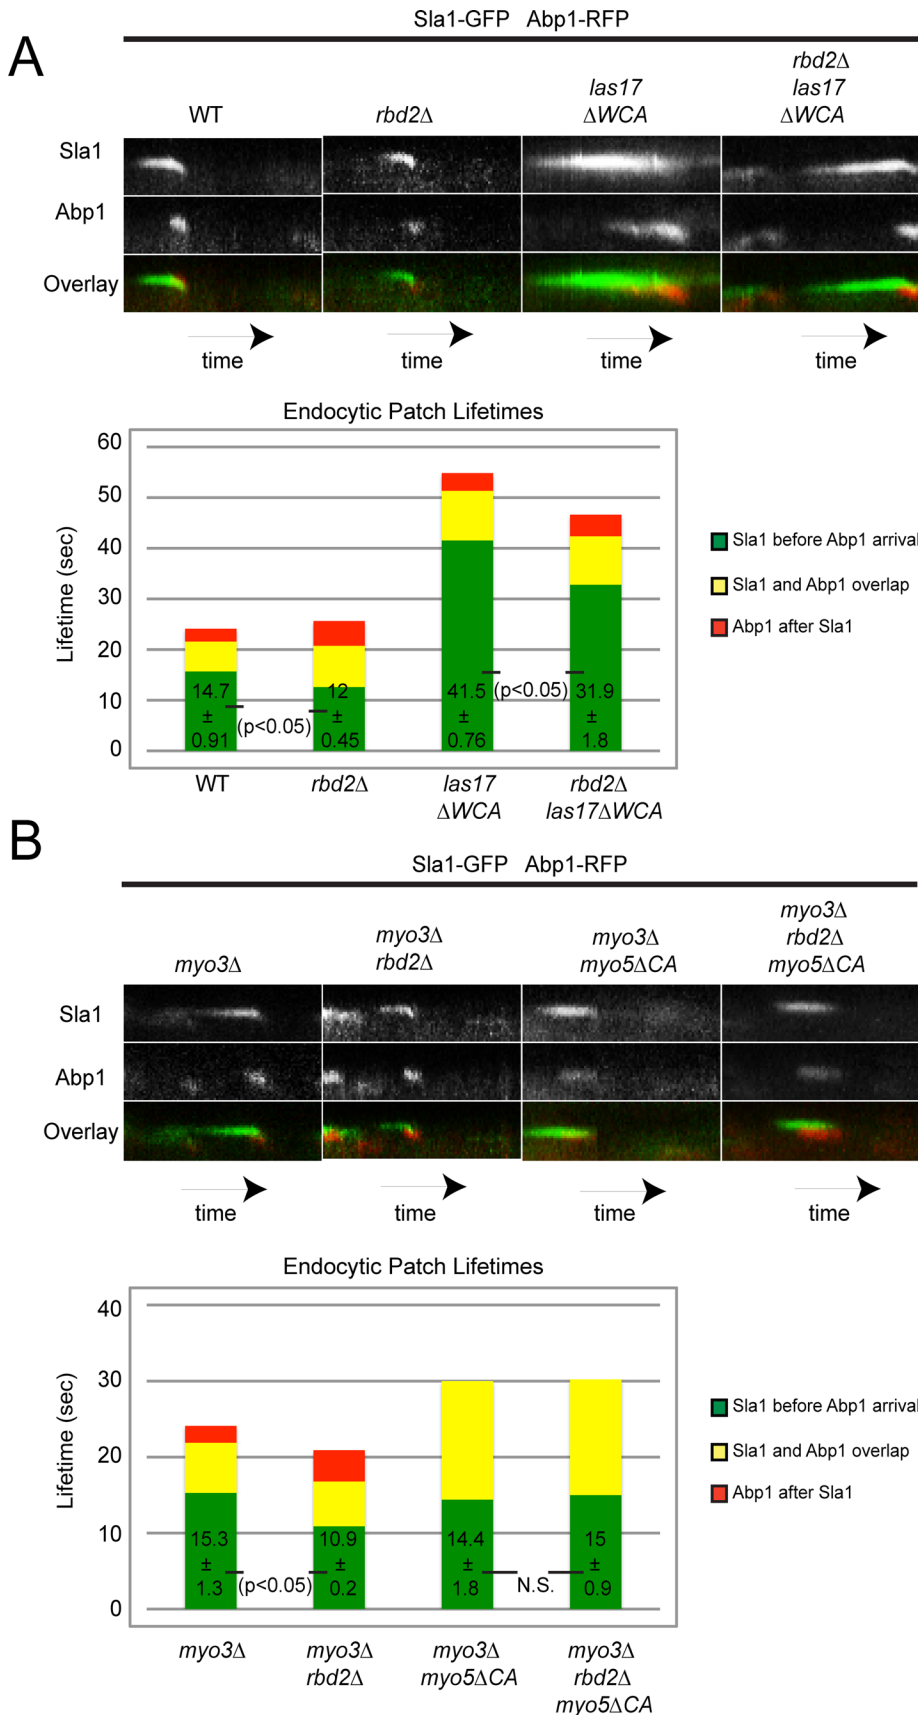 Sla1-GFP Abp1-RFP
A
WT
rbd2Δ
las17
ΔWCA
rbd2Δ
las17
ΔWCA
Sla1
Abp1
Overlay
time
time
time
time
Endocytic Patch Lifetimes
Lifetime (sec)
60
50
40
30
20
10
0
14.7
±
0.91
(p<0.05)
12
±
0.45
41.5
±
0.76
(p<0.05)
31.9
±
1.8
Sla1 before Abp1 arrival
Sla1 and Abp1 overlap
Abp1 after Sla1
WT
rbd2Δ
las17
ΔWCA
rbd2Δ
las17ΔWCA
B
Sla1-GFP Abp1-RFP
myo3Δ
myo3Δ
rbd2Δ
myo3Δ
myo5ΔCA
myo3Δ
rbd2Δ
myo5ΔCA
Sla1
Abp1
Overlay
time
time
time
time
Endocytic Patch Lifetimes
Lifetime (sec)
40
30
20
10
0
15.3
±
1.3
(p<0.05)
10.9
±
0.2
14.4
±
1.8
N.S.
15
±
0.9
Sla1 before Abp1 arrival
Sla1 and Abp1 overlap
Abp1 after Sla1
myo3Δ
myo3Δ
rbd2Δ
myo3Δ
myo5ΔCA
myo3Δ
rbd2Δ
myo5ΔCA